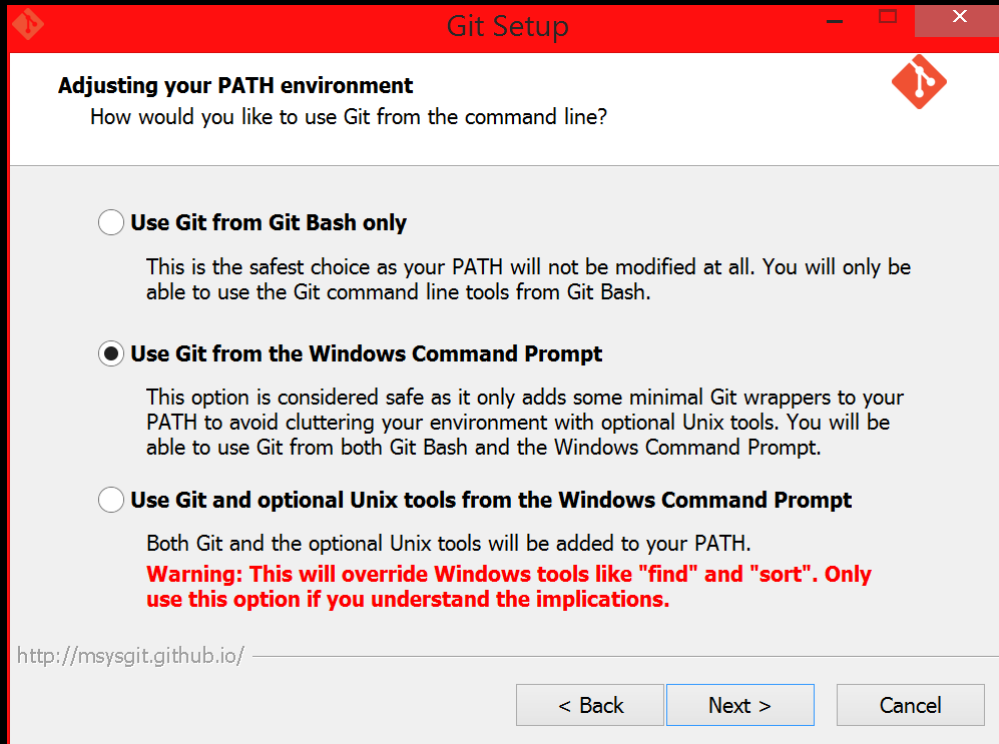 Git Setup
Adjusting your PATH environment
How would you like to use Git from the command line?
Use Git from Git Bash only
This is the safest choice as your PATH will not be modified at all. You will only be
able to use the Git command line tools from Git Bash.
Use Git from the Windows Command Prompt
This option is considered safe as it only adds some minimal Git wrappers to your
PATH to avoid cluttering your environment with optional Unix tools. You will be
able to use Git from both Git Bash and the Windows Command Prompt.
Use Git and optional Unix tools from the Windows Command Prompt
Both Git and the optional Unix tools will be added to your PATH.
Warning: This will override Windows tools like "find" and "sort". Only
use this option if you understand the implications.
http://msysgit.github.io/
< Back Next > Cancel